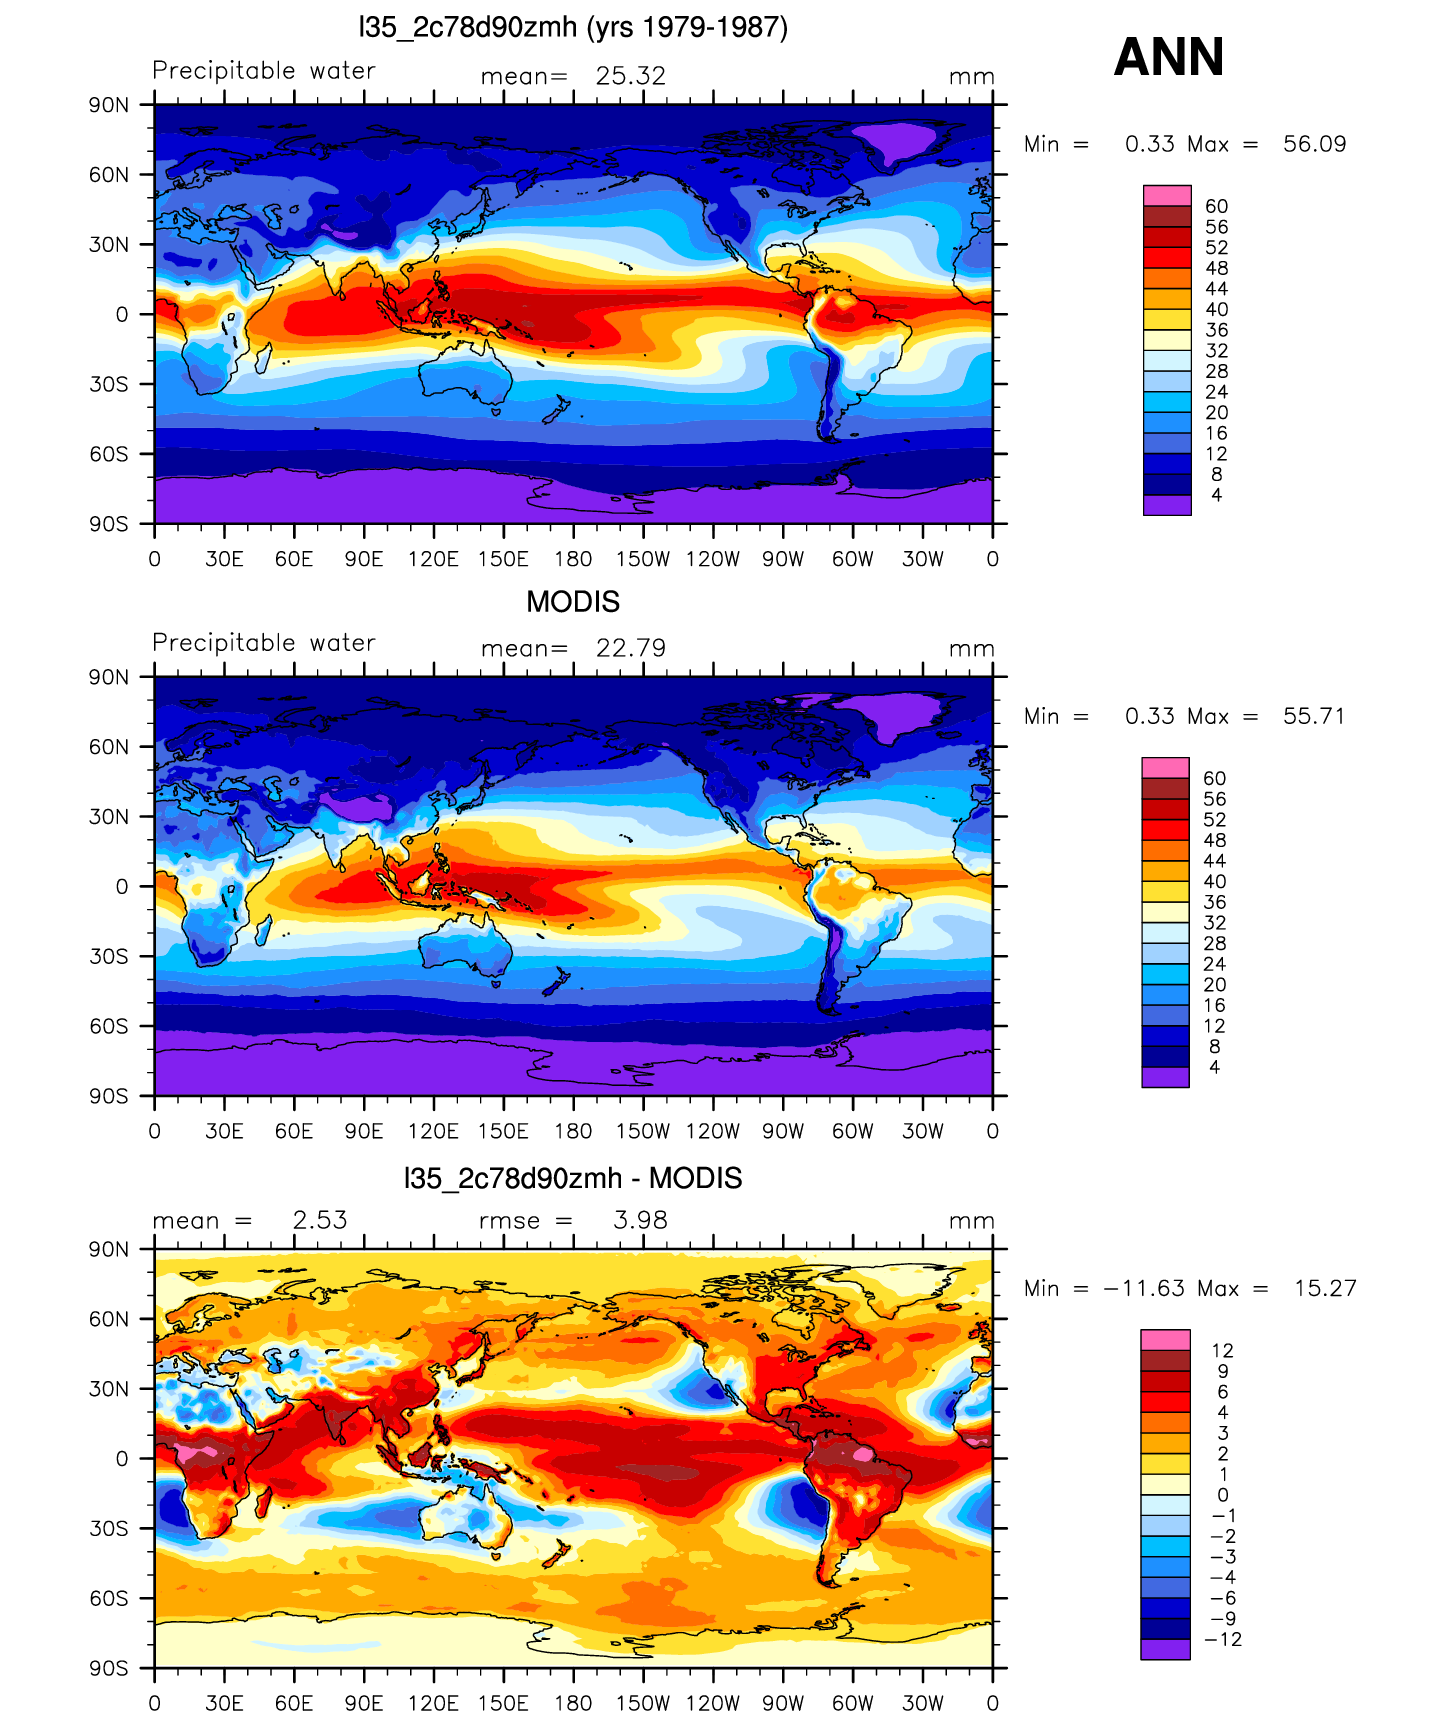 l35_2c78d90zmh (yrs 1979-1987)
ANN
Precipitable water mean= 25.32 mm
Min = 0.33 Max = 56.09
90N
60N
30N
0
30S
60S
90S
0 30E 60E 90E 120E 150E 180 150W 120W 90W 60W 30W 0
60
56
52
48
44
40
36
32
28
24
20
16
12
8
4
MODIS
Precipitable water mean= 22.79 mm
Min = 0.33 Max = 55.71
90N
60N
30N
0
30S
60S
90S
0 30E 60E 90E 120E 150E 180 150W 120W 90W 60W 30W 0
60
56
52
48
44
40
36
32
28
24
20
16
12
8
4
l35_2c78d90zmh - MODIS
mean = 2.53 rmse = 3.98 mm
Min = −11.63 Max = 15.27
90N
60N
30N
0
30S
60S
90S
0 30E 60E 90E 120E 150E 180 150W 120W 90W 60W 30W 0
12
9
6
4
3
2
1
0
−1
−2
−3
−4
−6
−9
−12